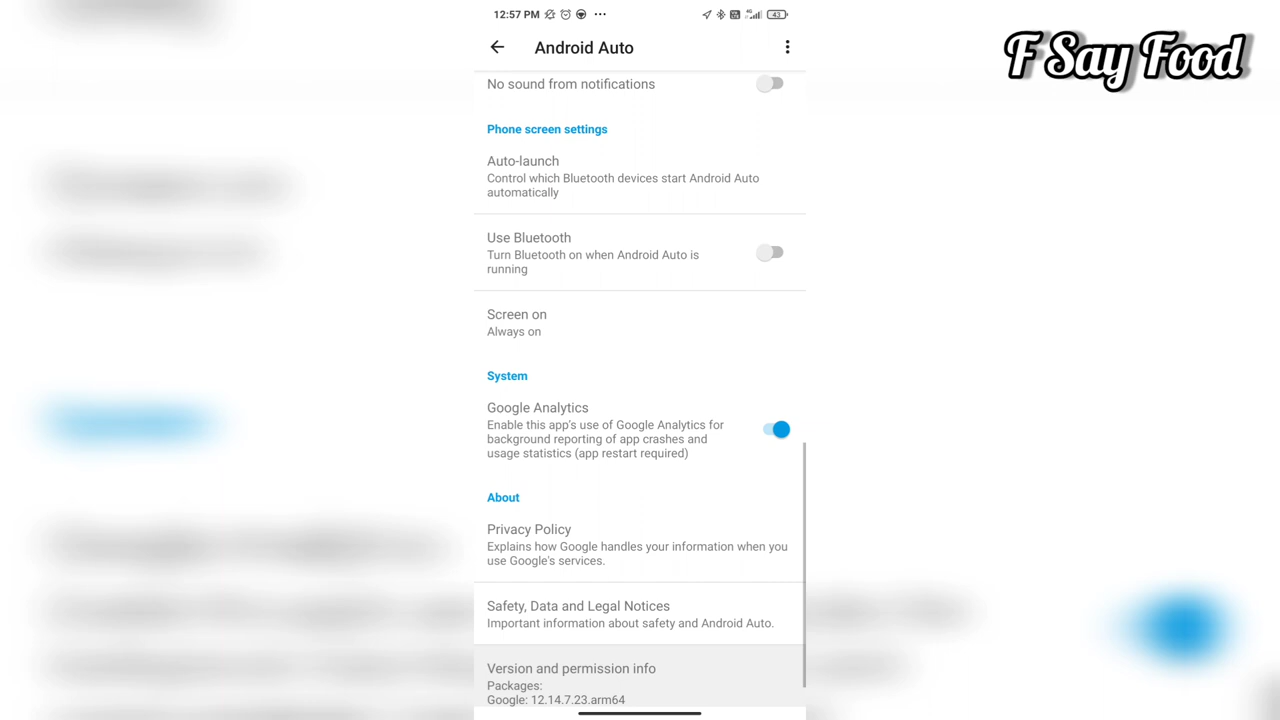 12:57 PM
4G
43
F Say Food
Android Auto
No sound from notifications
Phone screen settings
Auto-launch
Control which Bluetooth devices start Android Auto
automatically
Use Bluetooth
Turn Bluetooth on when Android Auto is
running
Screen on
Always on
System
Google Analytics
Enable this app's use of Google Analytics for
background reporting of app crashes and
usage statistics (app restart required)
About
Privacy Policy
Explains how Google handles your information when you
use Google's services.
Safety, Data and Legal Notices
Important information about safety and Android Auto.
Version and permission info
Packages:
Google: 12.14.7.23.arm64